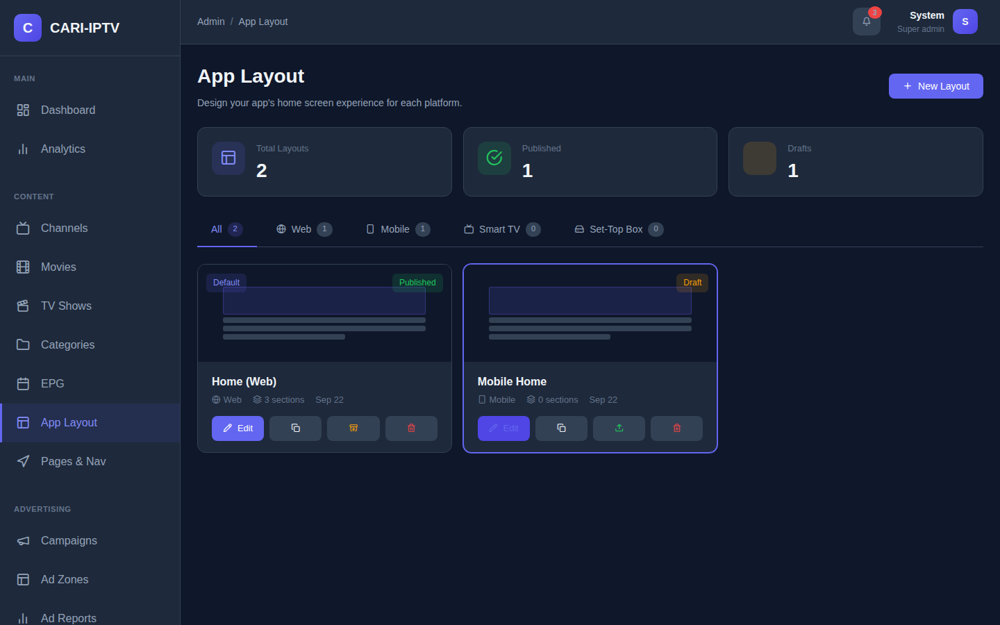 C CARI-IPTV
Admin / App Layout
3
System
Super admin
S
MAIN
Dashboard
Analytics
CONTENT
Channels
Movies
TV Shows
Categories
EPG
App Layout
Pages & Nav
ADVERTISING
Campaigns
Ad Zones
Ad Reports
App Layout
Design your app's home screen experience for each platform.
New Layout
Total Layouts
2
Published
1
Drafts
1
All 2 Web 1 Mobile 1 Smart TV 0 Set-Top Box 0
Default Published
Home (Web)
Web 3 sections Sep 22
Edit
Draft
Mobile Home
Mobile 0 sections Sep 22
Edit